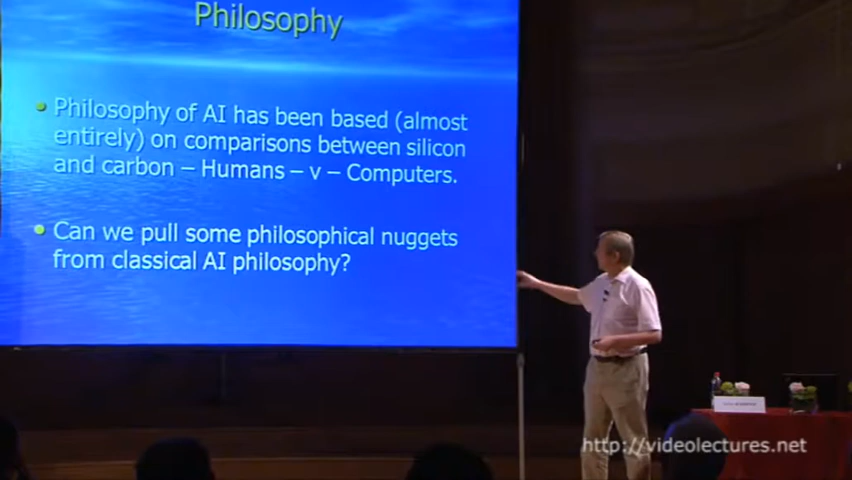 Philosophy
Philosophy of AI has been based (almost
entirely) on comparisons between silicon
and carbon – Humans – v – Computers.
Can we pull some philosophical nuggets
from classical AI philosophy?
http://videolectures.net